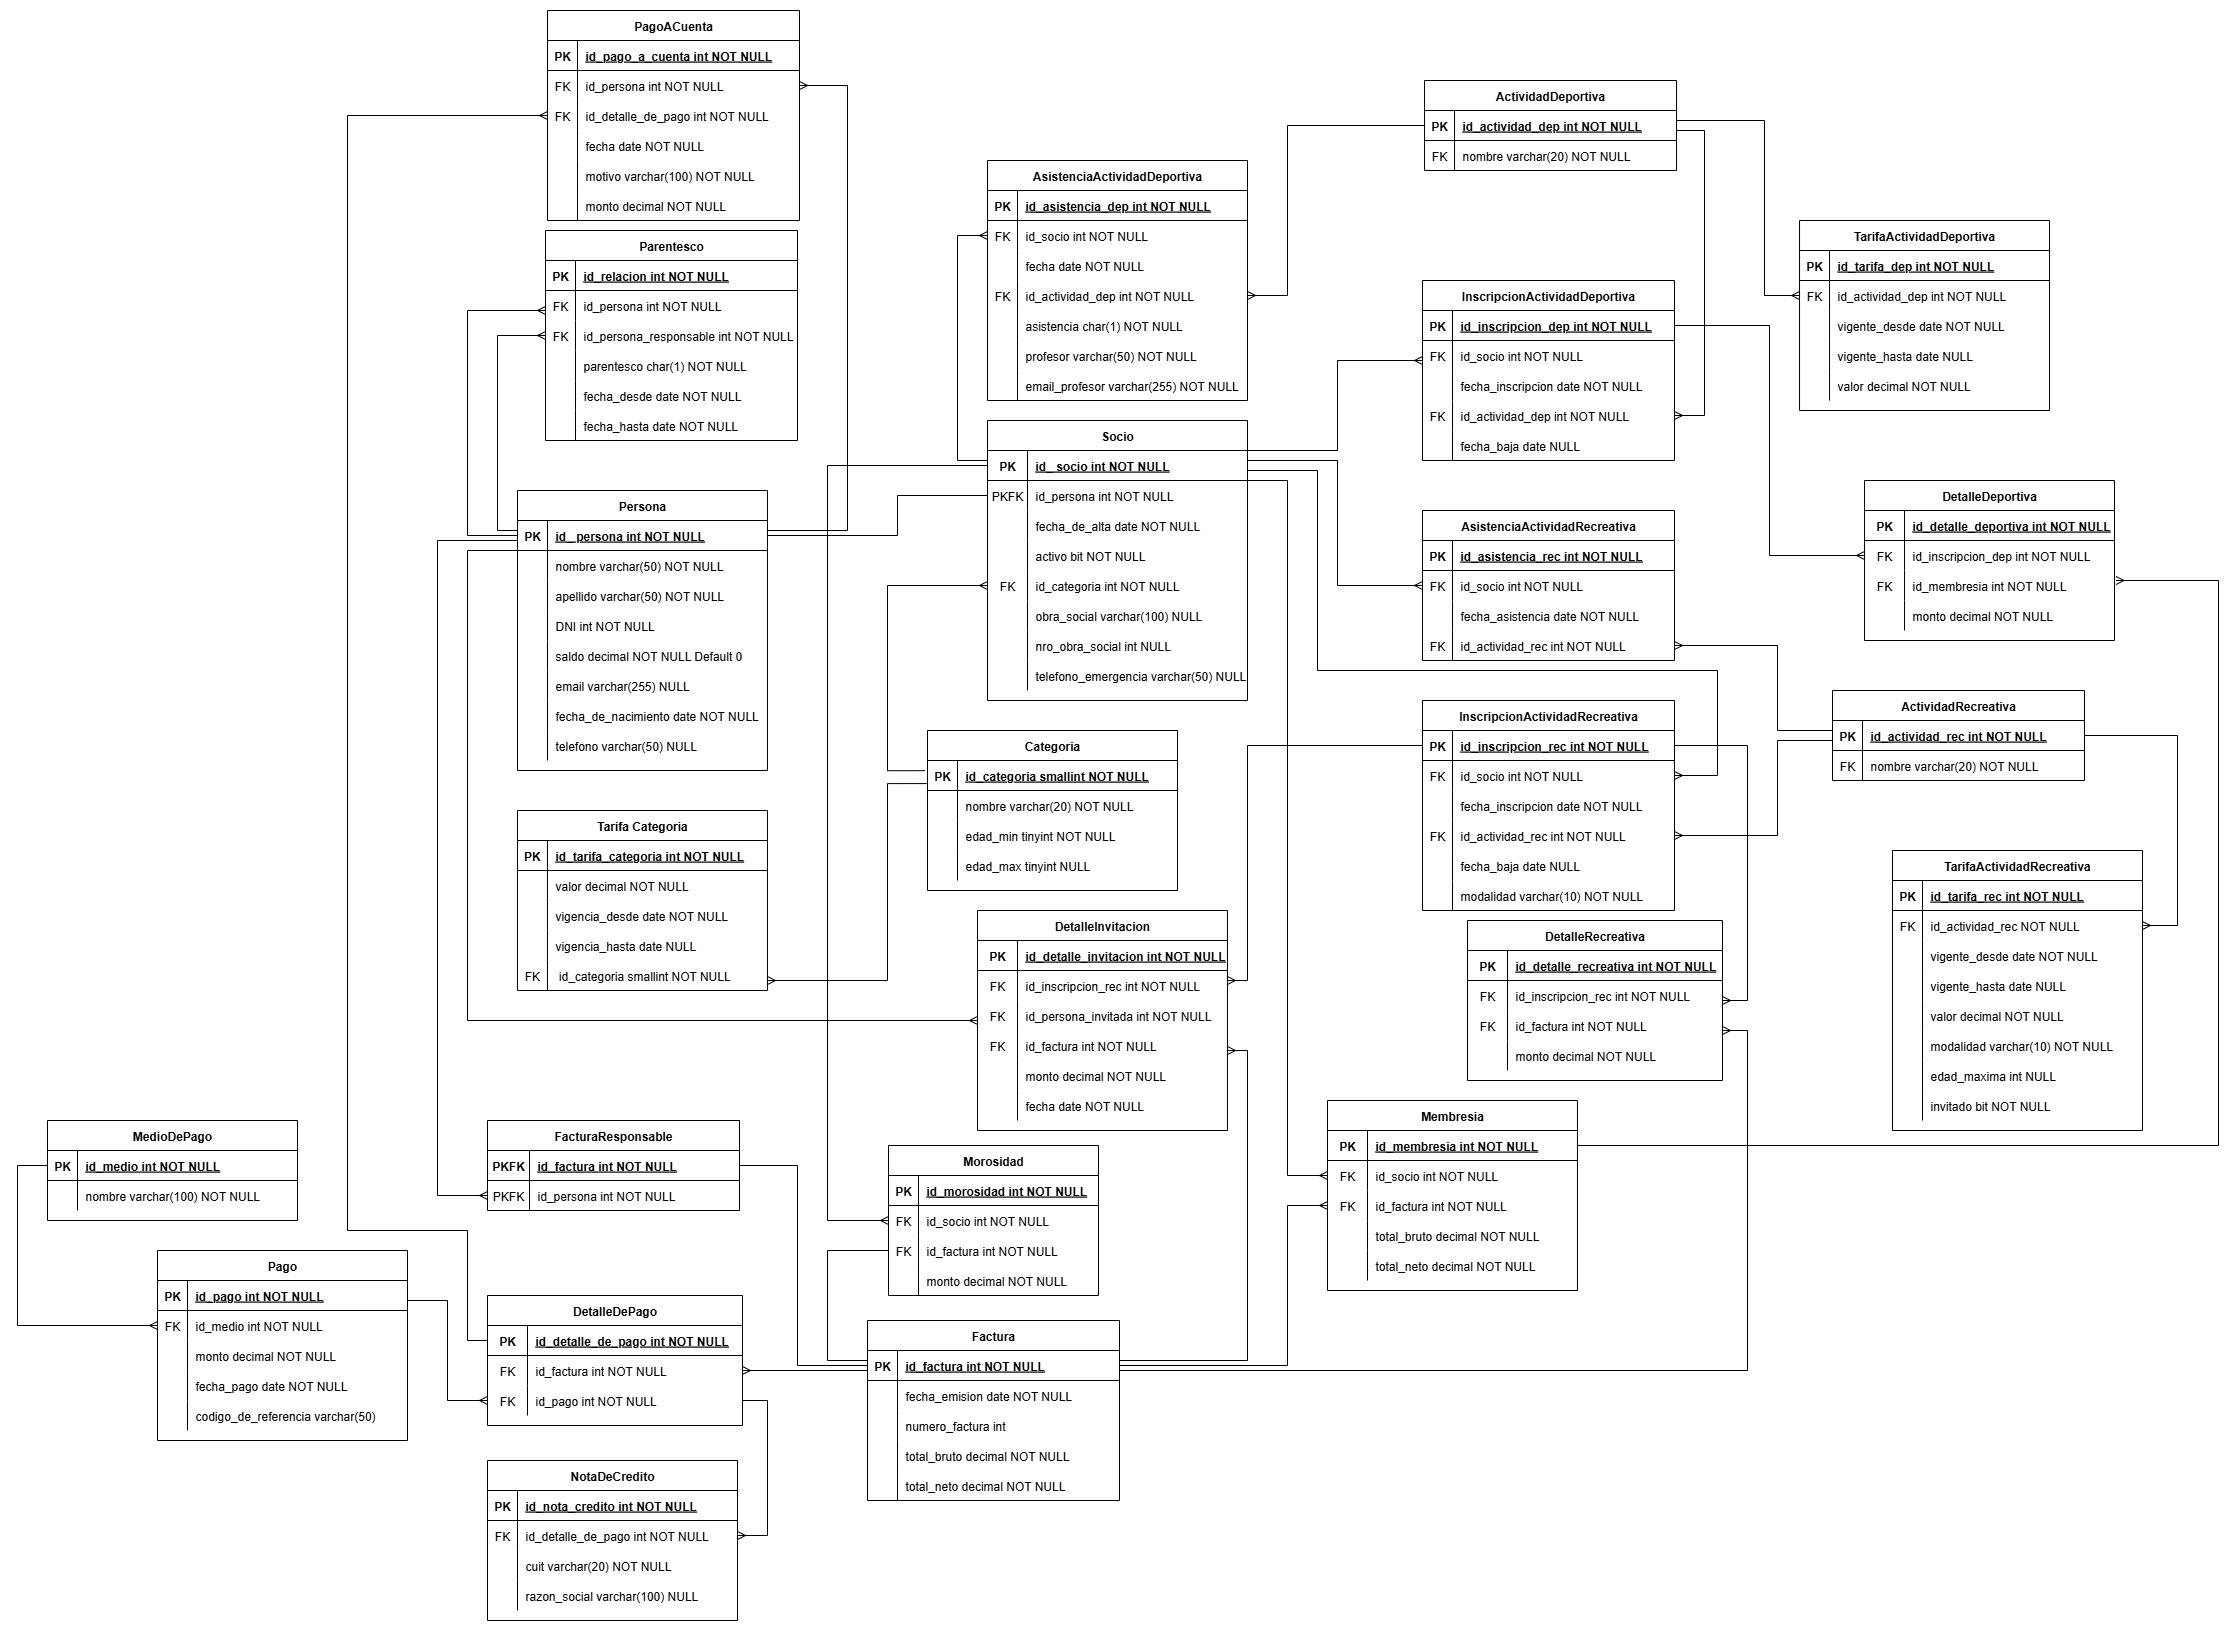 PagoACuenta
PK id_pago_a_cuenta int NOT NULL
FK id_persona int NOT NULL
FK id_detalle_de_pago int NOT NULL
fecha date NOT NULL
motivo varchar(100) NOT NULL
monto decimal NOT NULL
Parentesco
PK id_relacion int NOT NULL
FK id_persona int NOT NULL
FK id_persona_responsable int NOT NULL
parentesco char(1) NOT NULL
fecha_desde date NOT NULL
fecha_hasta date NOT NULL
Persona
PK id_ persona int NOT NULL
nombre varchar(50) NOT NULL
apellido varchar(50) NOT NULL
DNI int NOT NULL
saldo decimal NOT NULL Default 0
email varchar(255) NULL
fecha_de_nacimiento date NOT NULL
telefono varchar(50) NULL
Tarifa Categoria
PK id_tarifa_categoria int NOT NULL
valor decimal NOT NULL
vigencia_desde date NOT NULL
vigencia_hasta date NULL
FK id_categoria smallint NOT NULL
MedioDePago
PK id_medio int NOT NULL
nombre varchar(100) NOT NULL
Pago
PK id_pago int NOT NULL
FK id_medio int NOT NULL
monto decimal NOT NULL
fecha_pago date NOT NULL
codigo_de_referencia varchar(50)
FacturaResponsable
PKFK id_factura int NOT NULL
PKFK id_persona int NOT NULL
DetalleDePago
PK id_detalle_de_pago int NOT NULL
FK id_factura int NOT NULL
FK id_pago int NOT NULL
NotaDeCredito
PK id_nota_credito int NOT NULL
FK id_detalle_de_pago int NOT NULL
cuit varchar(20) NOT NULL
razon_social varchar(100) NULL
AsistenciaActividadDeportiva
PK id_asistencia_dep int NOT NULL
FK id_socio int NOT NULL
fecha date NOT NULL
FK id_actividad_dep int NOT NULL
asistencia char(1) NOT NULL
profesor varchar(50) NOT NULL
email_profesor varchar(255) NOT NULL
Socio
PK id_ socio int NOT NULL
PKFK id_persona int NOT NULL
fecha_de_alta date NOT NULL
activo bit NOT NULL
FK id_categoria int NOT NULL
obra_social varchar(100) NULL
nro_obra_social int NULL
telefono_emergencia varchar(50) NULL
Categoria
PK id_categoria smallint NOT NULL
nombre varchar(20) NOT NULL
edad_min tinyint NOT NULL
edad_max tinyint NULL
DetalleInvitacion
PK id_detalle_invitacion int NOT NULL
FK id_inscripcion_rec int NOT NULL
FK id_persona_invitada int NOT NULL
FK id_factura int NOT NULL
monto decimal NOT NULL
fecha date NOT NULL
Morosidad
PK id_morosidad int NOT NULL
FK id_socio int NOT NULL
FK id_factura int NOT NULL
monto decimal NOT NULL
Factura
PK id_factura int NOT NULL
fecha_emision date NOT NULL
numero_factura int
total_bruto decimal NOT NULL
total_neto decimal NOT NULL
ActividadDeportiva
PK id_actividad_dep int NOT NULL
FK nombre varchar(20) NOT NULL
InscripcionActividadDeportiva
PK id_inscripcion_dep int NOT NULL
FK id_socio int NOT NULL
fecha_inscripcion date NOT NULL
FK id_actividad_dep int NOT NULL
fecha_baja date NULL
AsistenciaActividadRecreativa
PK id_asistencia_rec int NOT NULL
FK id_socio int NOT NULL
fecha_asistencia date NOT NULL
FK id_actividad_rec int NOT NULL
InscripcionActividadRecreativa
PK id_inscripcion_rec int NOT NULL
FK id_socio int NOT NULL
fecha_inscripcion date NOT NULL
FK id_actividad_rec int NOT NULL
fecha_baja date NULL
modalidad varchar(10) NOT NULL
DetalleRecreativa
PK id_detalle_recreativa int NOT NULL
FK id_inscripcion_rec int NOT NULL
FK id_factura int NOT NULL
monto decimal NOT NULL
Membresia
PK id_membresia int NOT NULL
FK id_socio int NOT NULL
FK id_factura int NOT NULL
total_bruto decimal NOT NULL
total_neto decimal NOT NULL
TarifaActividadDeportiva
PK id_tarifa_dep int NOT NULL
FK id_actividad_dep int NOT NULL
vigente_desde date NOT NULL
vigente_hasta date NULL
valor decimal NOT NULL
DetalleDeportiva
PK id_detalle_deportiva int NOT NULL
FK id_inscripcion_dep int NOT NULL
FK id_membresia int NOT NULL
monto decimal NOT NULL
ActividadRecreativa
PK id_actividad_rec int NOT NULL
FK nombre varchar(20) NOT NULL
TarifaActividadRecreativa
PK id_tarifa_rec int NOT NULL
FK id_actividad_rec NOT NULL
vigente_desde date NOT NULL
vigente_hasta date NULL
valor decimal NOT NULL
modalidad varchar(10) NOT NULL
edad_maxima int NULL
invitado bit NOT NULL